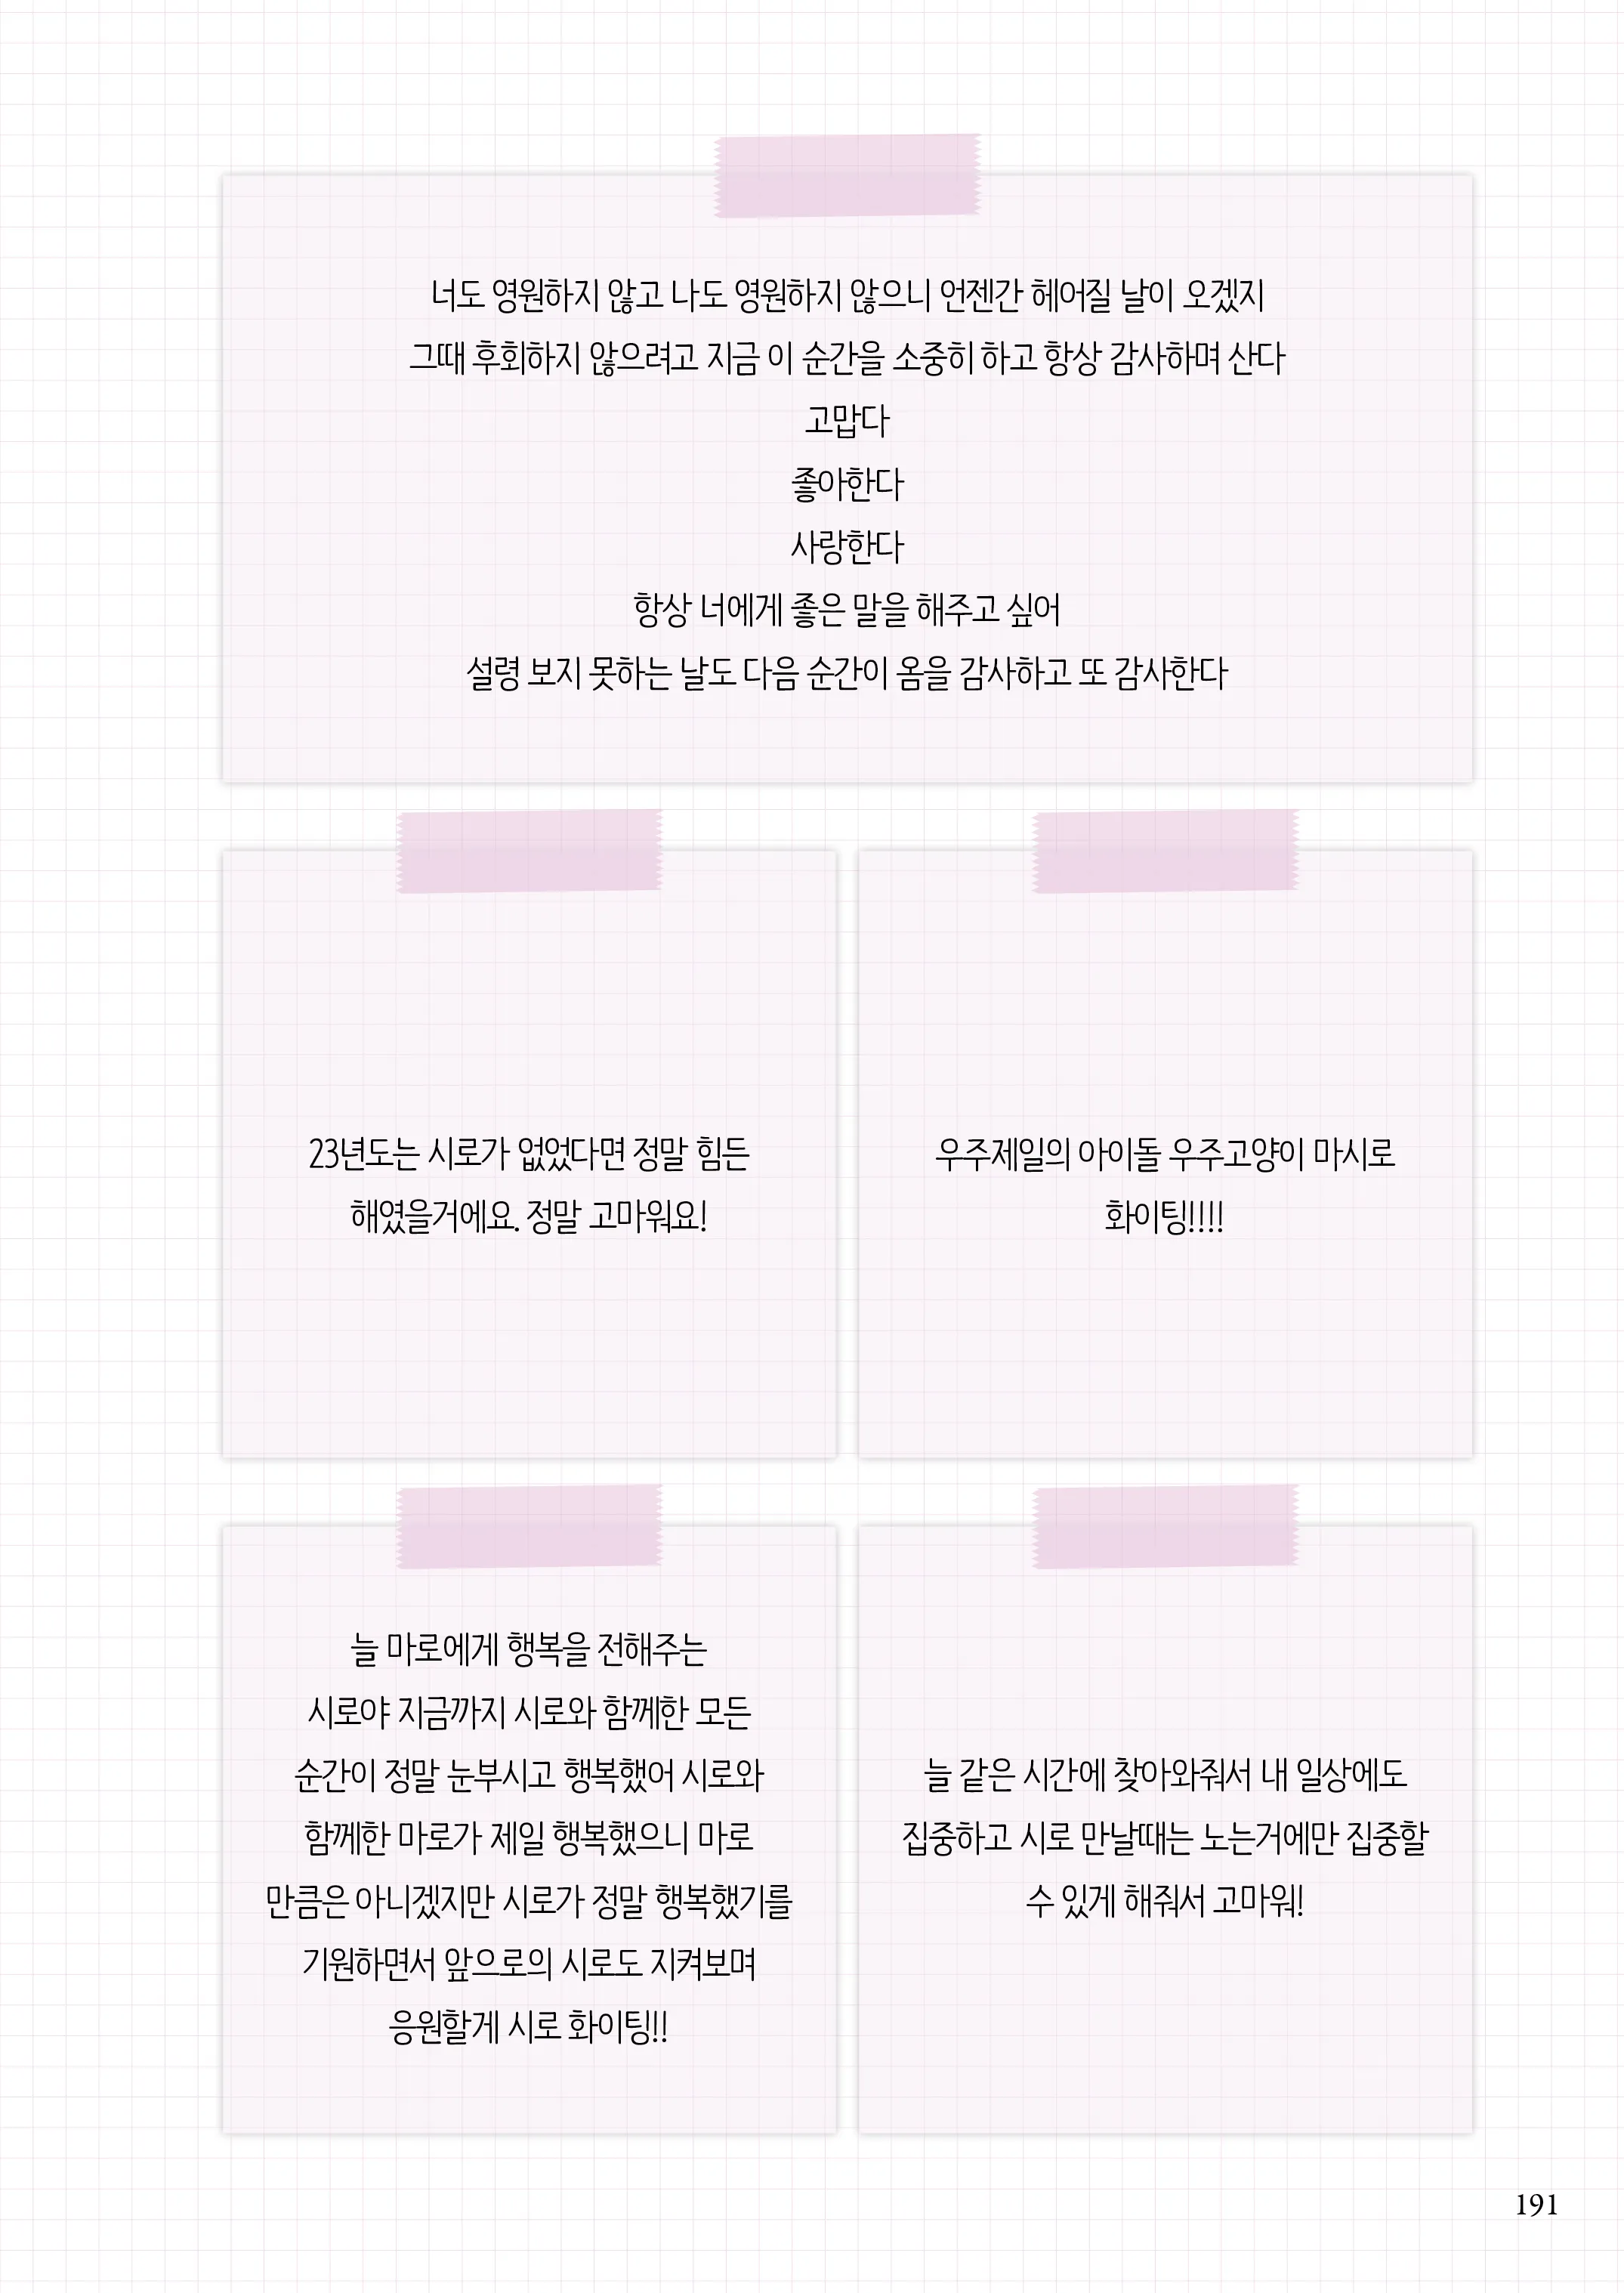 너도 영원하지 않고 나도 영원하지 않으니 언젠간 헤어질 날이 오겠지
그때 후회하지 않으려고 지금 이 순간을 소중히 하고 항상 감사하며 산다
고맙다
좋아한다
사랑한다
항상 너에게 좋은 말을 해주고 싶어
설령 보지 못하는 날도 다음 순간이 옴을 감사하고 또 감사한다
23년도는 시로가 없었다면 정말 힘든
해였을거에요. 정말 고마워요!
우주제일의 아이돌 우주고양이 마시로
화이팅!!!!
늘 마로에게 행복을 전해주는
시로야 지금까지 시로와 함께한 모든
순간이 정말 눈부시고 행복했어 시로와
함께한 마로가 제일 행복했으니 마로
만큼은 아니겠지만 시로가 정말 행복했기를
기원하면서 앞으로의 시로도 지켜보며
응원할게 시로 화이팅!!
늘 같은 시간에 찾아와줘서 내 일상에도
집중하고 시로 만날때는 노는거에만 집중할
수 있게 해줘서 고마워!
191